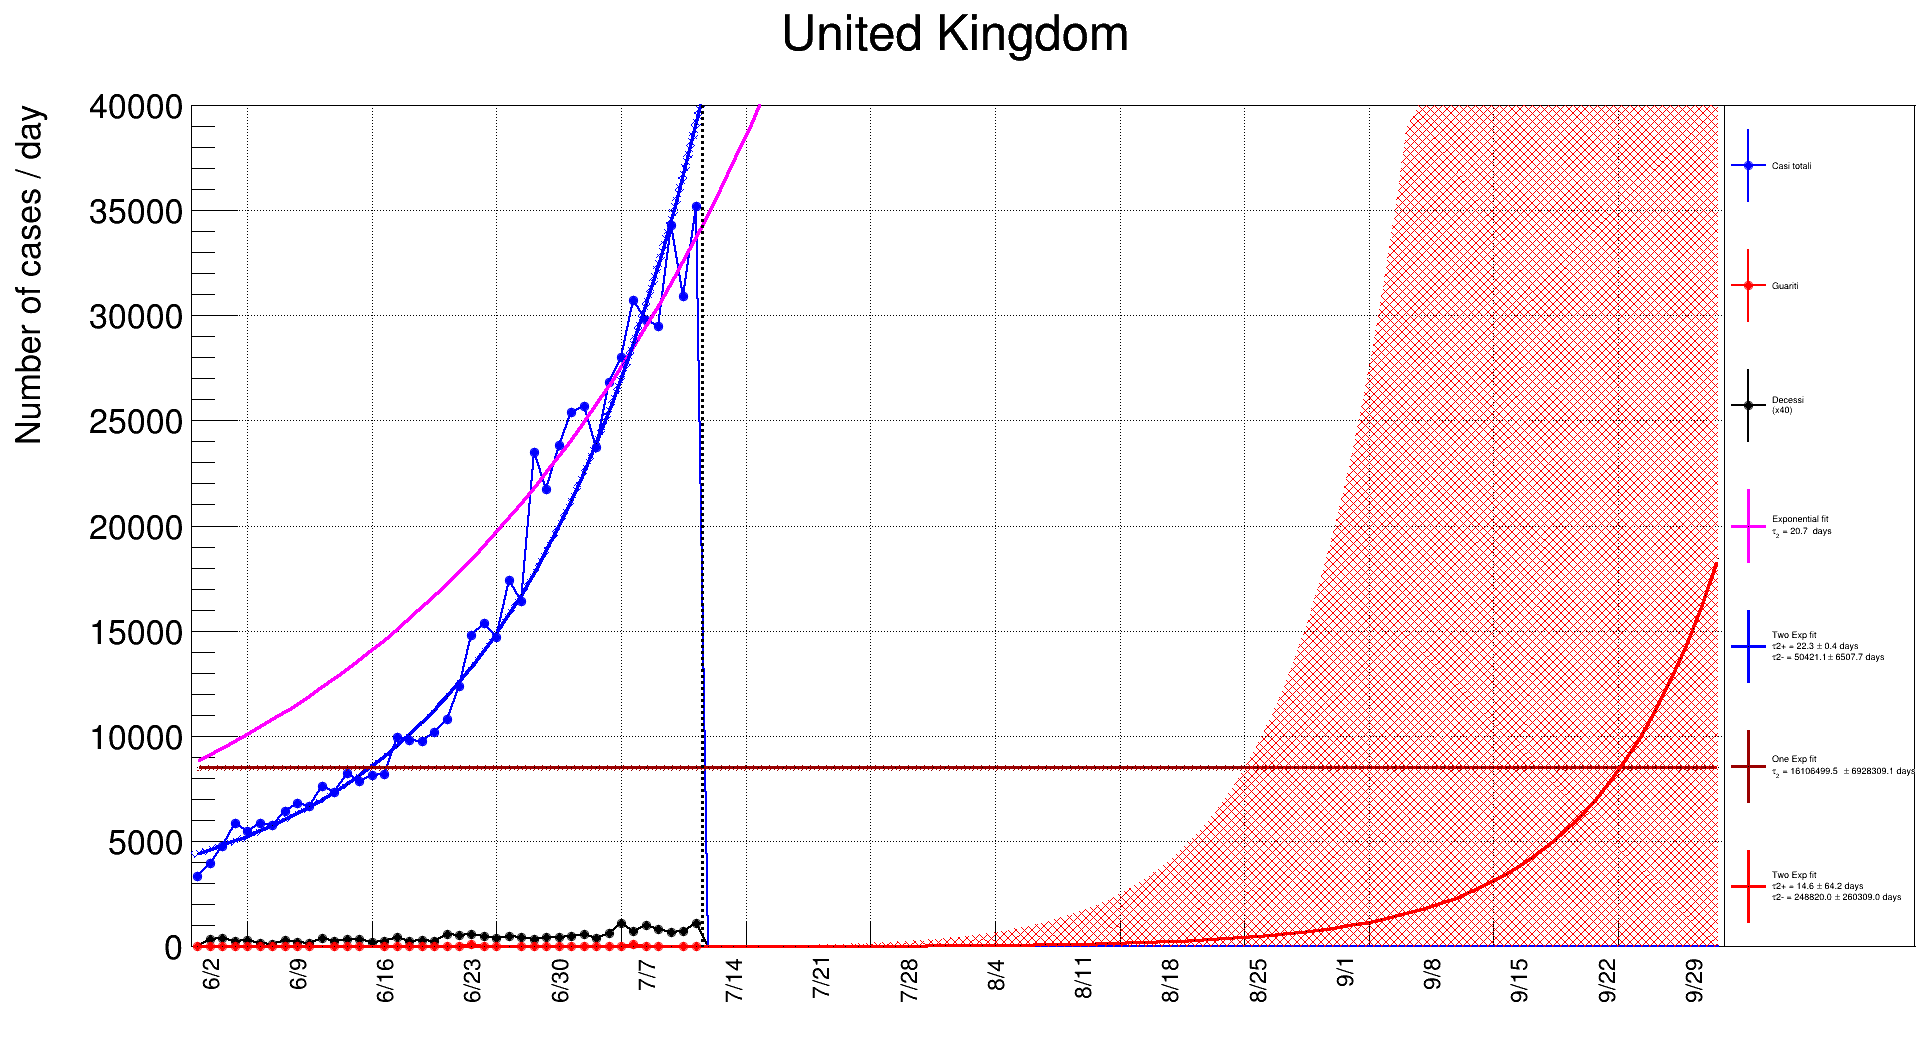 United Kingdom
Number of cases / day
40000
35000
30000
25000
20000
15000
10000
5000
0
6/2
6/9
6/16
6/23
6/30
7/7
7/14
7/21
7/28
8/4
8/11
8/18
8/25
9/1
9/8
9/15
9/22
9/29
Casi totali
Guariti
Decessi
(x40)
Exponential fit
τ2 = 20.7 days
Two Exp fit
τ2+ = 22.3 ± 0.4 days
τ2- = 50421.1 ± 6507.7 days
One Exp fit
τ2 = 16106499.5 ± 6928309.1 days
Two Exp fit
τ2+ = 14.6 ± 64.2 days
τ2- = 248820.0 ± 260309.0 days